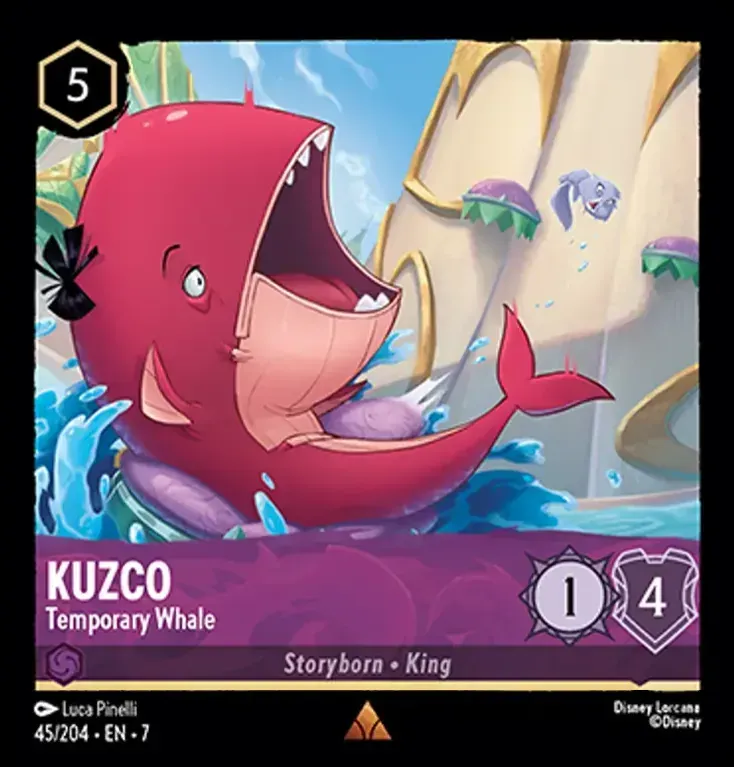 5
KUZCO
Temporary Whale
1
4
Storyborn • King
Luca Pinelli
45/204 • EN • 7
Disney Lorcana
©Disney